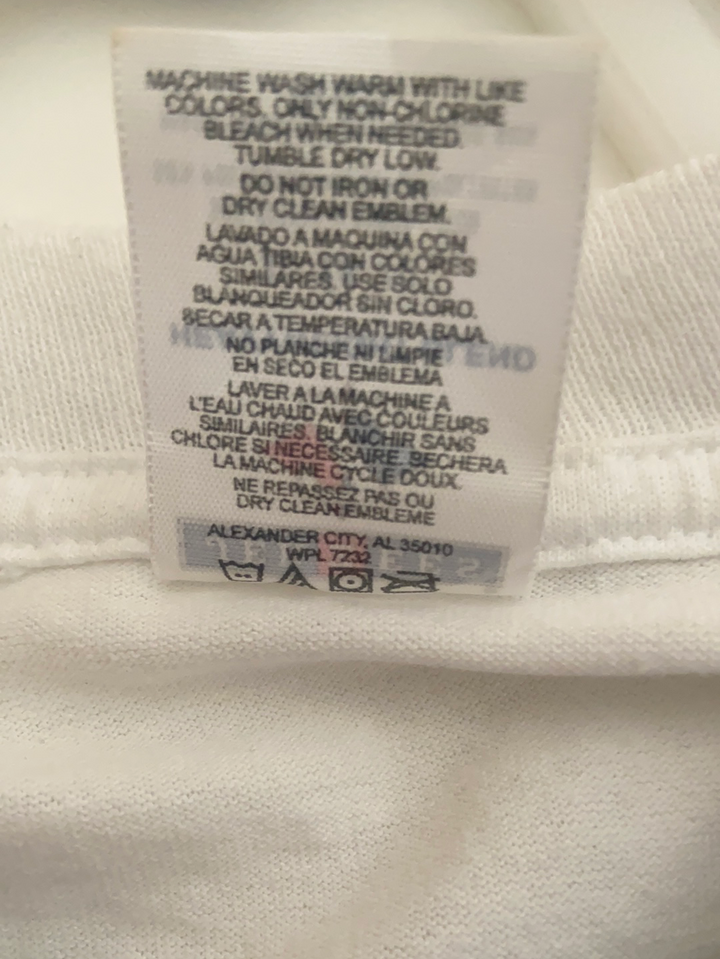 MACHINE WASH WARM WITH LIKE
COLORS. ONLY NON-CHLORINE
BLEACH WHEN NEEDED.
TUMBLE DRY LOW.
DO NOT IRON OR
DRY CLEAN EMBLEM.
LAVADO A MAQUINA CON
AGUA TIBIA CON COLORES
SIMILARES. USE SOLO
BLANQUEADOR SIN CLORO.
SECAR A TEMPERATURA BAJA.
NO PLANCHE NI LIMPIE
EN SECO EL EMBLEMA
LAVER A LA MACHINE A
L'EAU CHAUD AVEC COULEURS
SIMILAIRES. BLANCHIR SANS
CHLORE SI NECESSAIRE. SECHERA
LA MACHINE CYCLE DOUX.
NE REPASSEZ PAS OU
DRY CLEAN EMBLEME
ALEXANDER CITY, AL 35010
WPL 7232